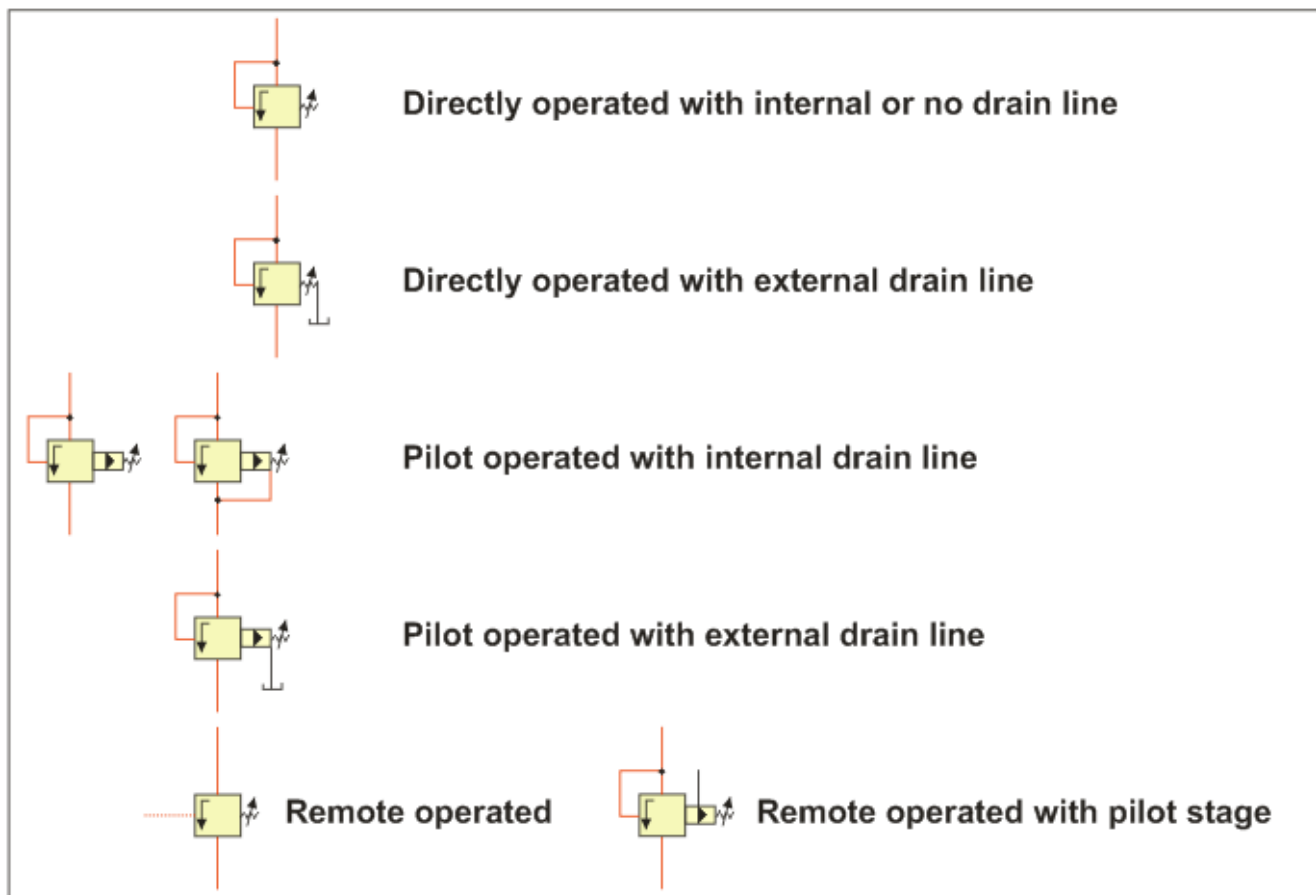 Directly operated with internal or no drain line
Directly operated with external drain line
Pilot operated with internal drain line
Pilot operated with external drain line
Remote operated
Remote operated with pilot stage